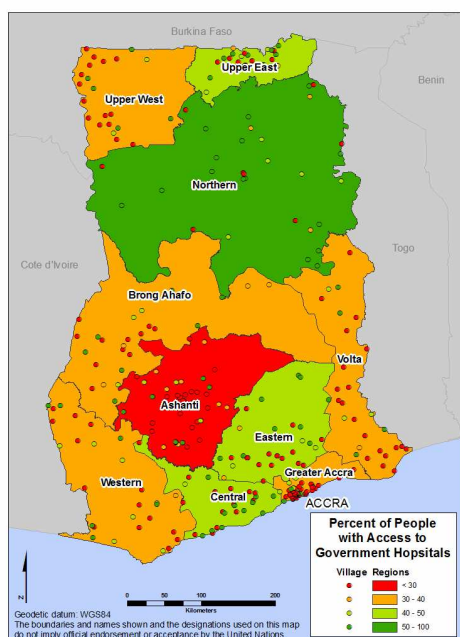 Burkina Faso
Upper East
Benin
Upper West
Northern
Togo
Cote d'Ivoire
Brong Ahafo
Volta
Ashanti
Eastern
Greater Accra
Western
Central
ACCRA
Percent of People
with Access to
Government Hopsitals
Village Regions
< 30
30 - 40
40 - 50
50 - 100
N
0 50 100 200
Kilometers
Geodetic datum: WGS84
The boundaries and names shown and the designations used on this map
do not imply official endorsement or acceptance by the United Nations